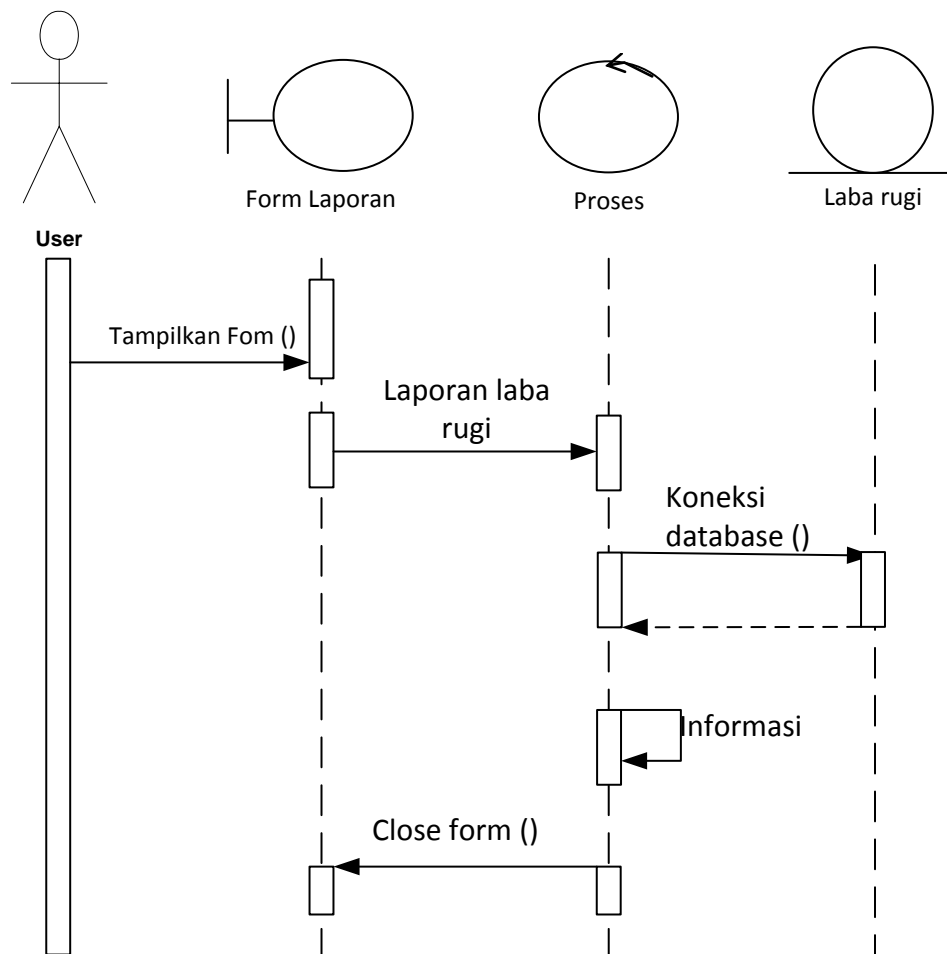 Form Laporan
Proses
Laba rugi
User
Tampilkan Fom ()
Laporan laba
rugi
Koneksi
database ()
Informasi
Close form ()